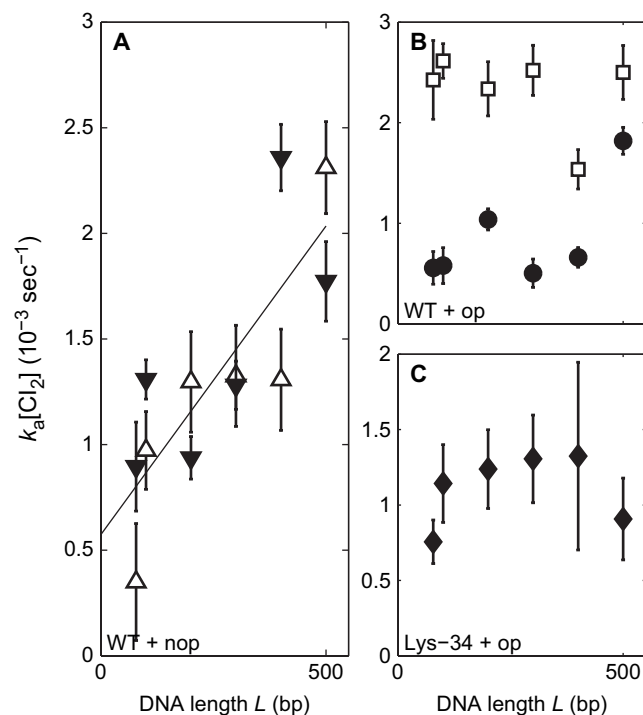 A
3
2.5
2
1.5
1
0.5
0
0
500
WT + nop
kₐ[CI₂] (10⁻³ sec⁻¹)
DNA length L (bp)
B
3
2
1
0
WT + op
C
2
1.5
1
0.5
0
0
500
Lys−34 + op
DNA length L (bp)